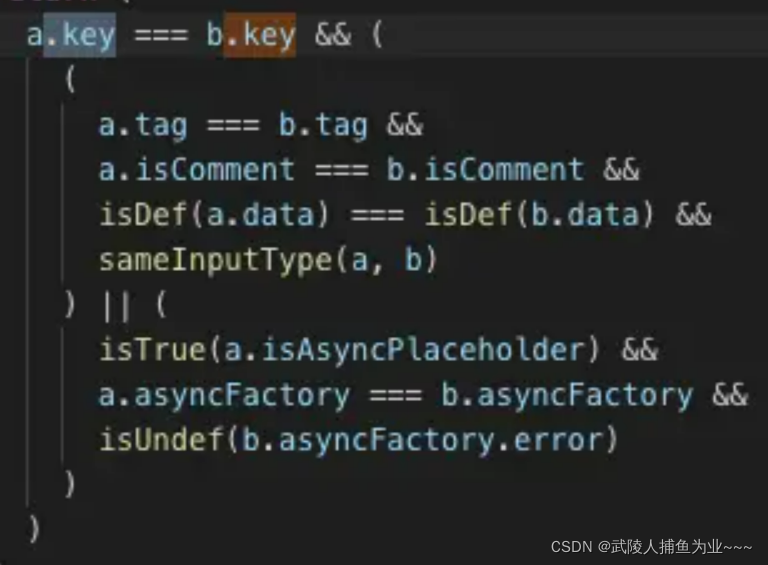 a.key === b.key && (
(
a.tag === b.tag &&
a.isComment === b.isComment &&
isDef(a.data) === isDef(b.data) &&
sameInputType(a, b)
) || (
isTrue(a.isAsyncPlaceholder) &&
a.asyncFactory === b.asyncFactory &&
isUndef(b.asyncFactory.error)
)
)
CSDN @武陵人捕鱼为业~~~